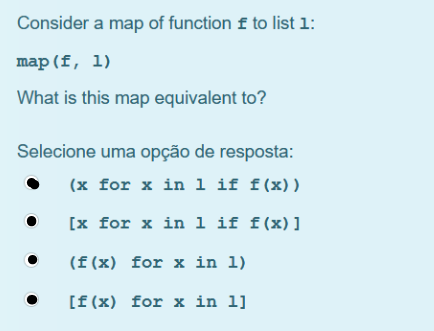 Consider a map of function f to list l:
map(f, l)
What is this map equivalent to?
Selecione uma opção de resposta:
(x for x in l if f(x))
[x for x in l if f(x)]
(f(x) for x in l)
[f(x) for x in l]